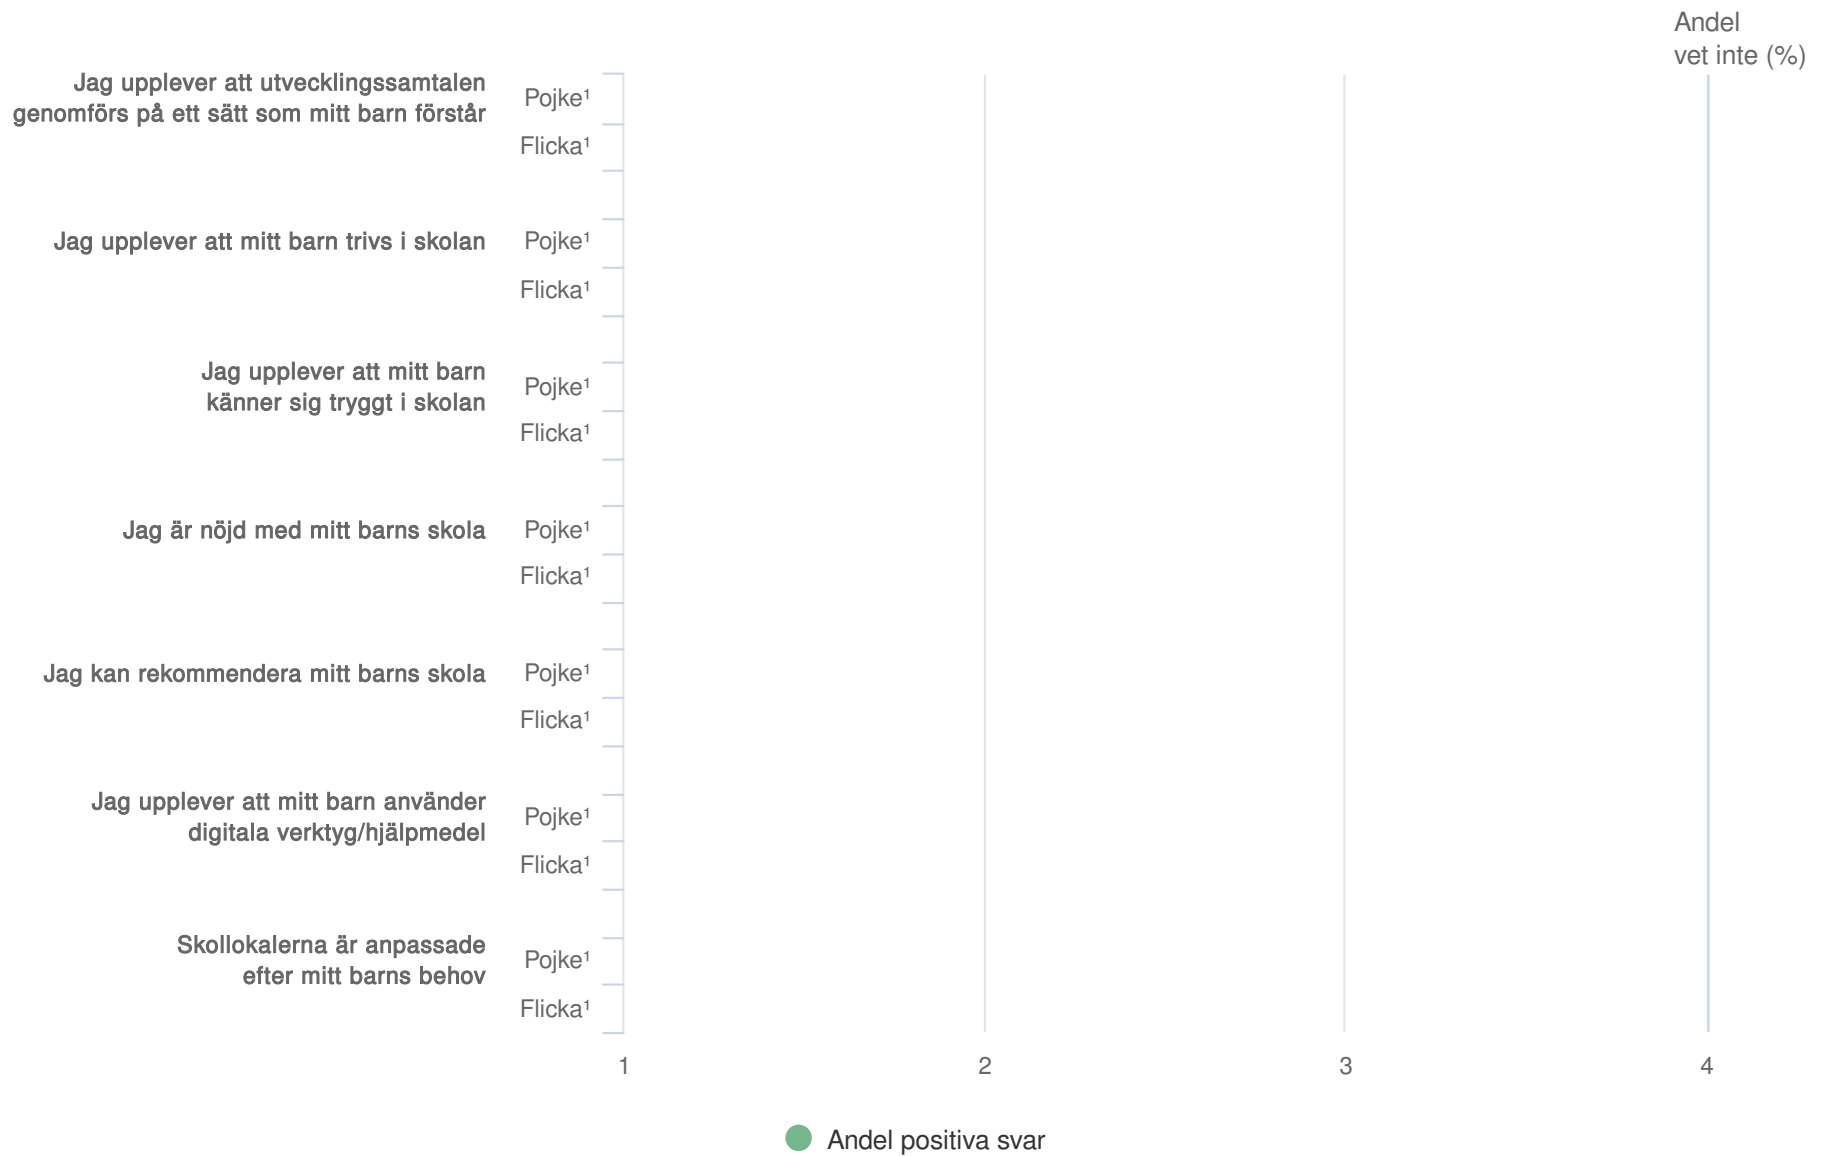 Andel
vet inte (%)
Jag upplever att utvecklingssamtalen
genomförs på ett sätt som mitt barn förstår
Pojke¹
Flicka¹
Jag upplever att mitt barn trivs i skolan
Pojke¹
Flicka¹
Jag upplever att mitt barn
känner sig tryggt i skolan
Pojke¹
Flicka¹
Jag är nöjd med mitt barns skola
Pojke¹
Flicka¹
Jag kan rekommendera mitt barns skola
Pojke¹
Flicka¹
Jag upplever att mitt barn använder
digitala verktyg/hjälpmedel
Pojke¹
Flicka¹
Skollokalerna är anpassade
efter mitt barns behov
Pojke¹
Flicka¹
1 2 3 4
Andel positiva svar